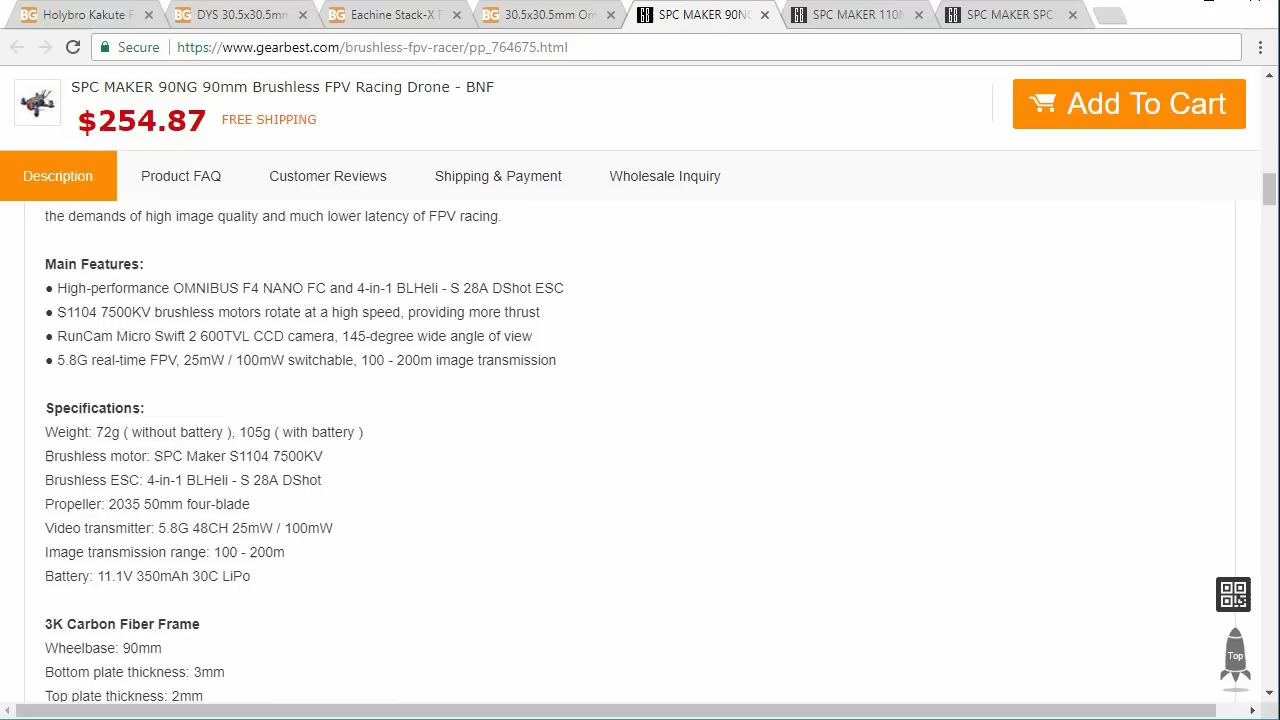 BG Holybro Kakute F
BG DYS 30.5x30.5mm
BG Eachine Stack-X F
BG 30.5x30.5mm Om
SPC MAKER 90NG
SPC MAKER 110
SPC MAKER
Secure https://www.gearbest.com/brushless-fpv-racer/pp_764675.html
SPC MAKER 90NG 90mm Brushless FPV Racing Drone - BNF
$254.87 FREE SHIPPING
Add To Cart
Description Product FAQ Customer Reviews Shipping & Payment Wholesale Inquiry
the demands of high image quality and much lower latency of FPV racing.
Main Features:
● High-performance OMNIBUS F4 NANO FC and 4-in-1 BLHeli - S 28A DShot ESC
● S1104 7500KV brushless motors rotate at a high speed, providing more thrust
● RunCam Micro Swift 2 600TVL CCD camera, 145-degree wide angle of view
● 5.8G real-time FPV, 25mW / 100mW switchable, 100 - 200m image transmission
Specifications:
Weight: 72g ( without battery ), 105g ( with battery )
Brushless motor: SPC Maker S1104 7500KV
Brushless ESC: 4-in-1 BLHeli - S 28A DShot
Propeller: 2035 50mm four-blade
Video transmitter: 5.8G 48CH 25mW / 100mW
Image transmission range: 100 - 200m
Battery: 11.1V 350mAh 30C LiPo
3K Carbon Fiber Frame
Wheelbase: 90mm
Bottom plate thickness: 3mm
Top plate thickness: 2mm
Top